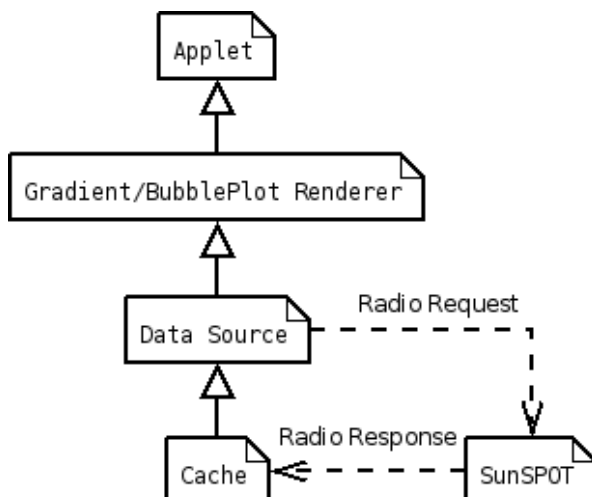 Applet
Gradient/BubblePlot Renderer
Radio Request
Data Source
Radio Response
Cache
SunSPOT